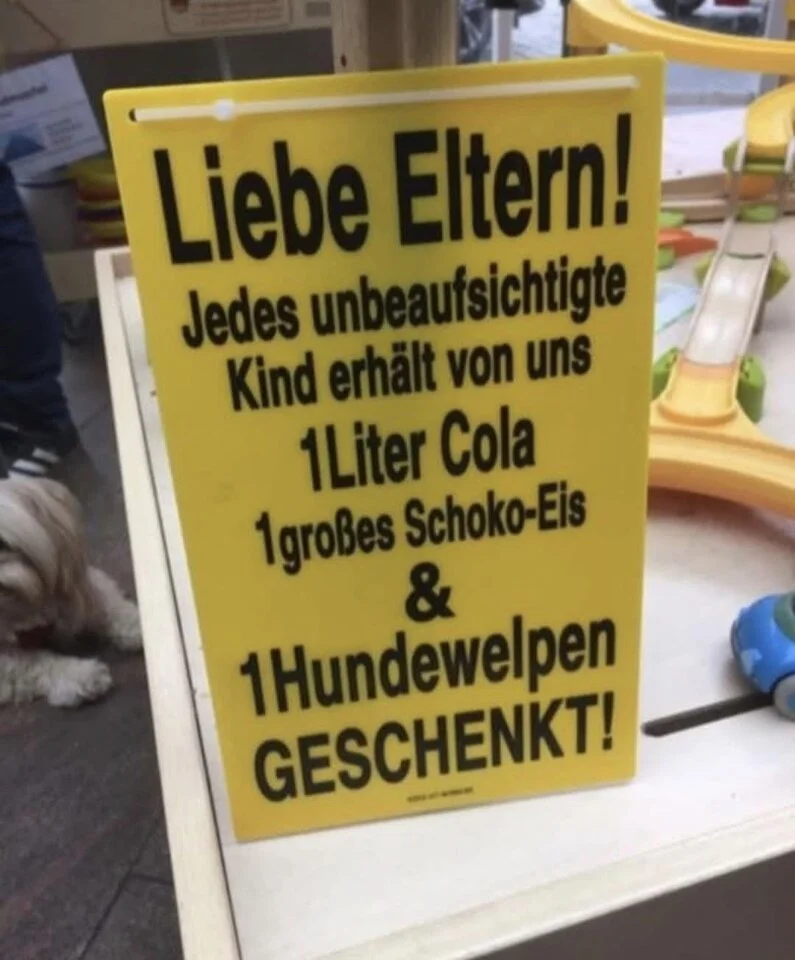 Liebe Eltern!
Jedes unbeaufsichtigte
Kind erhält von uns
1Liter Cola
1großes Schoko-Eis
&
1Hundewelpen
GESCHENKT!